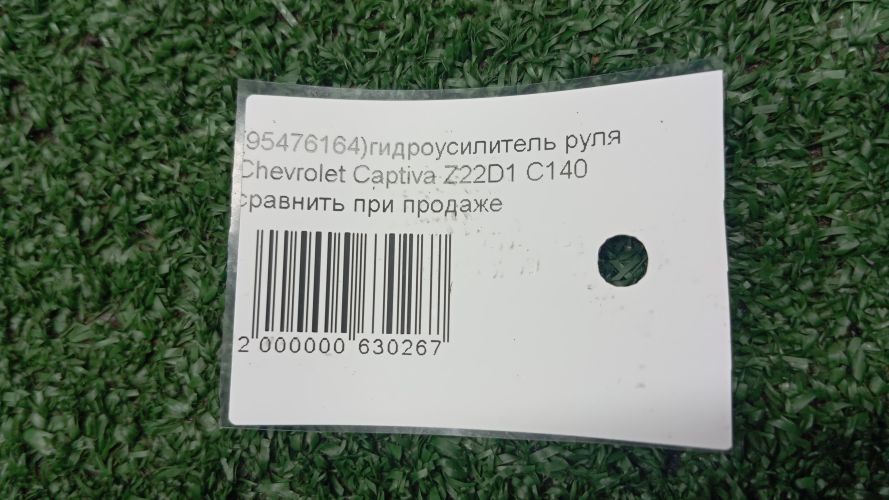 (95476164)гидроусилитель руля
Chevrolet Captiva Z22D1 C140
сравнить при продаже
2 000000 630267